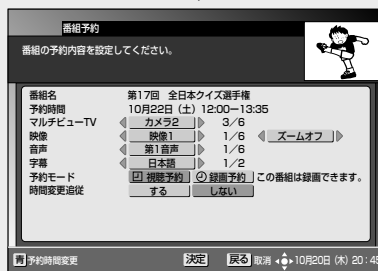 番組予約
番組の予約内容を設定してください。
番組名 第17回 全日本クイズ選手権
予約時間 10月22日(土) 12:00ー13:35
マルチビューTV カメラ2 3/6
映像 映像1 1/6 ズームオフ
音声 第1音声 1/6
字幕 日本語 1/2
予約モード 視聴予約 録画予約 この番組は録画できます。
時間変更追従 する しない
青 予約時間変更 決定 戻る 取消 10月20日(木) 20:45